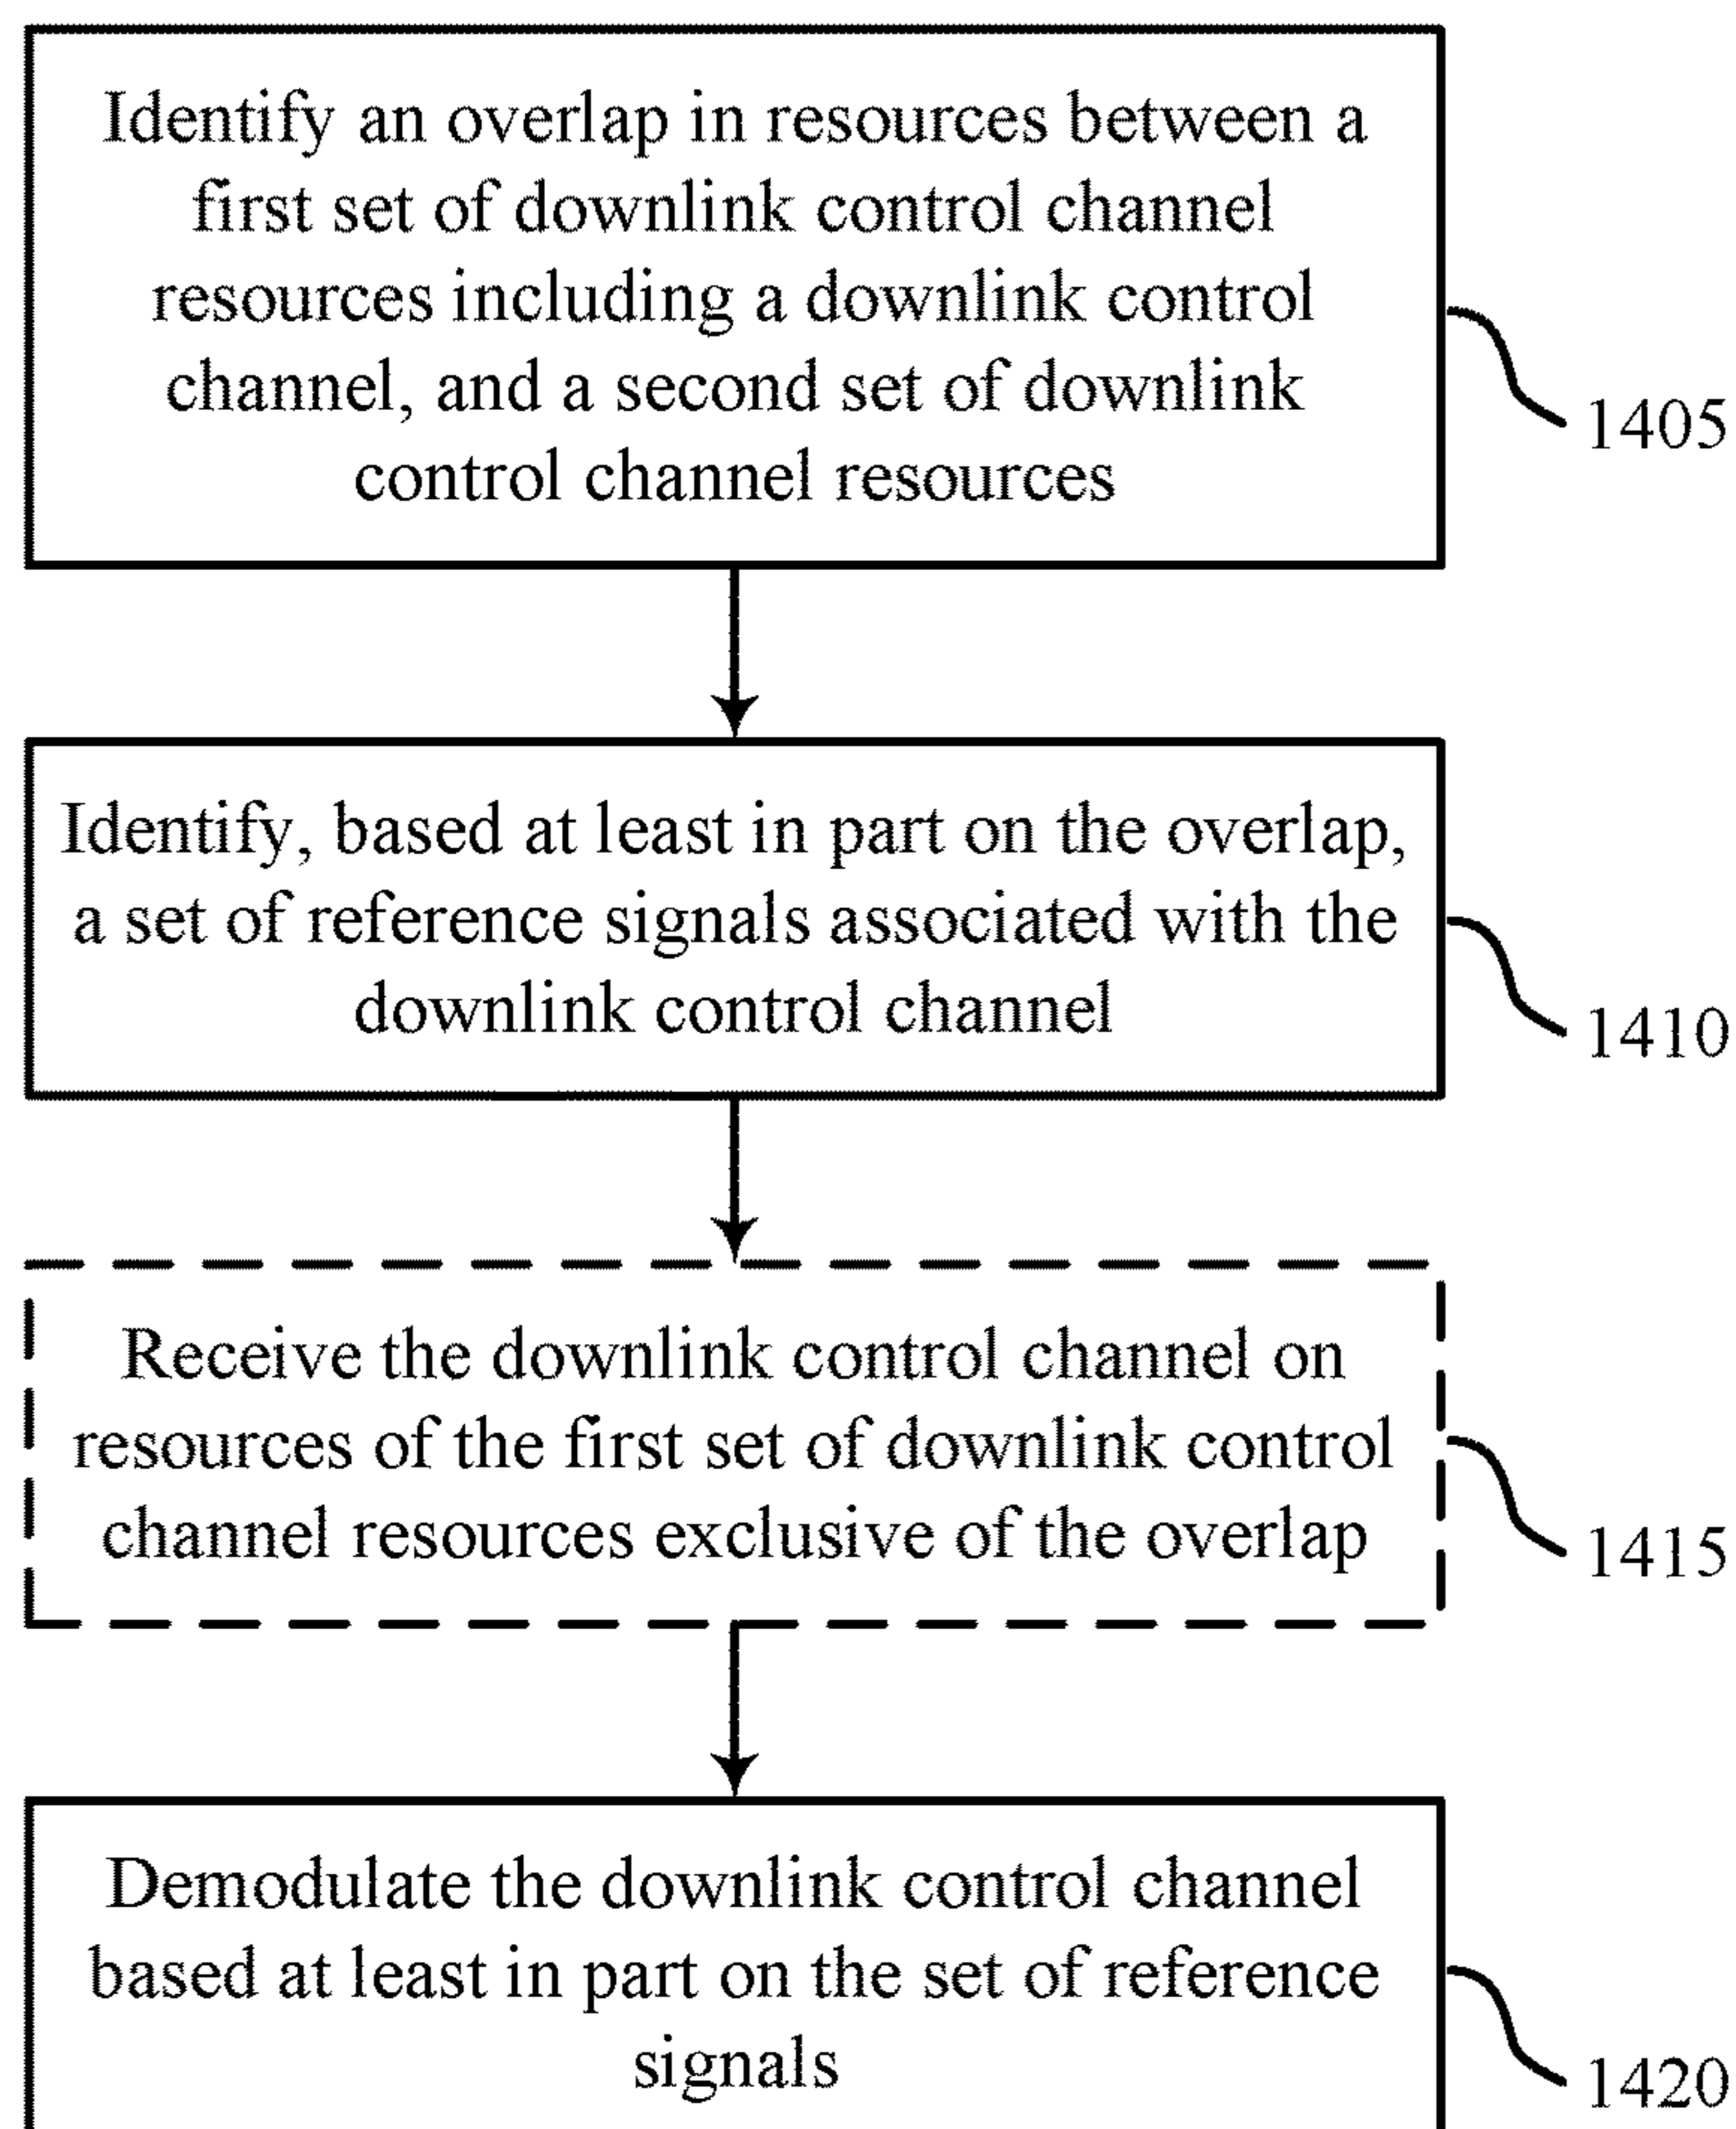 Identify an overlap in resources between a
first set of downlink control channel
resources including a downlink control
channel, and a second set of downlink
control channel resources
1405
Identify, based at least in part on the overlap,
a set of reference signals associated with the
downlink control channel
1410
Receive the downlink control channel on
resources of the first set of downlink control
channel resources exclusive of the overlap
1415
Demodulate the downlink control channel
based at least in part on the set of reference
signals
1420